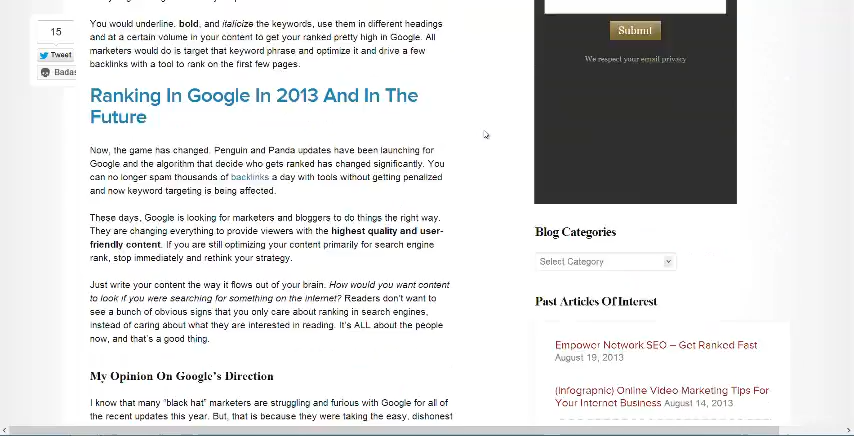 You would underline, bold, and italicize the keywords, use them in different headings
and at a certain volume in your content to get your ranked pretty high in Google. All
marketers would do is target that keyword phrase and optimize it and drive a few
backlinks with a tool to rank on the first few pages.
Ranking In Google In 2013 And In The
Future
Now, the game has changed. Penguin and Panda updates have been launching for
Google and the algorithm that decide who gets ranked has changed significantly. You
can no longer spam thousands of backlinks a day with tools without getting penalized
and now keyword targeting is being affected.
These days, Google is looking for marketers and bloggers to do things the right way.
They are changing everything to provide viewers with the highest quality and user-
friendly content. If you are still optimizing your content primarily for search engine
rank, stop immediately and rethink your strategy.
Just write your content the way it flows out of your brain. How would you want content
to look if you were searching for something on the internet? Readers don't want to
see a bunch of obvious signs that you only care about ranking in search engines,
instead of caring about what they are interested in reading. It's ALL about the people
now, and that's a good thing.
My Opinion On Google's Direction
I know that many "black hat" marketers are struggling and furious with Google for all of
the recent updates this year. But, that is because they were taking the easy, dishonest
15
Tweet
Badas
Submit
We respect your email privacy
Blog Categories
Select Category
Past Articles Of Interest
Empower Network SEO – Get Ranked Fast
August 19, 2013
(Infographic) Online Video Marketing Tips For
Your Internet Business August 14, 2013